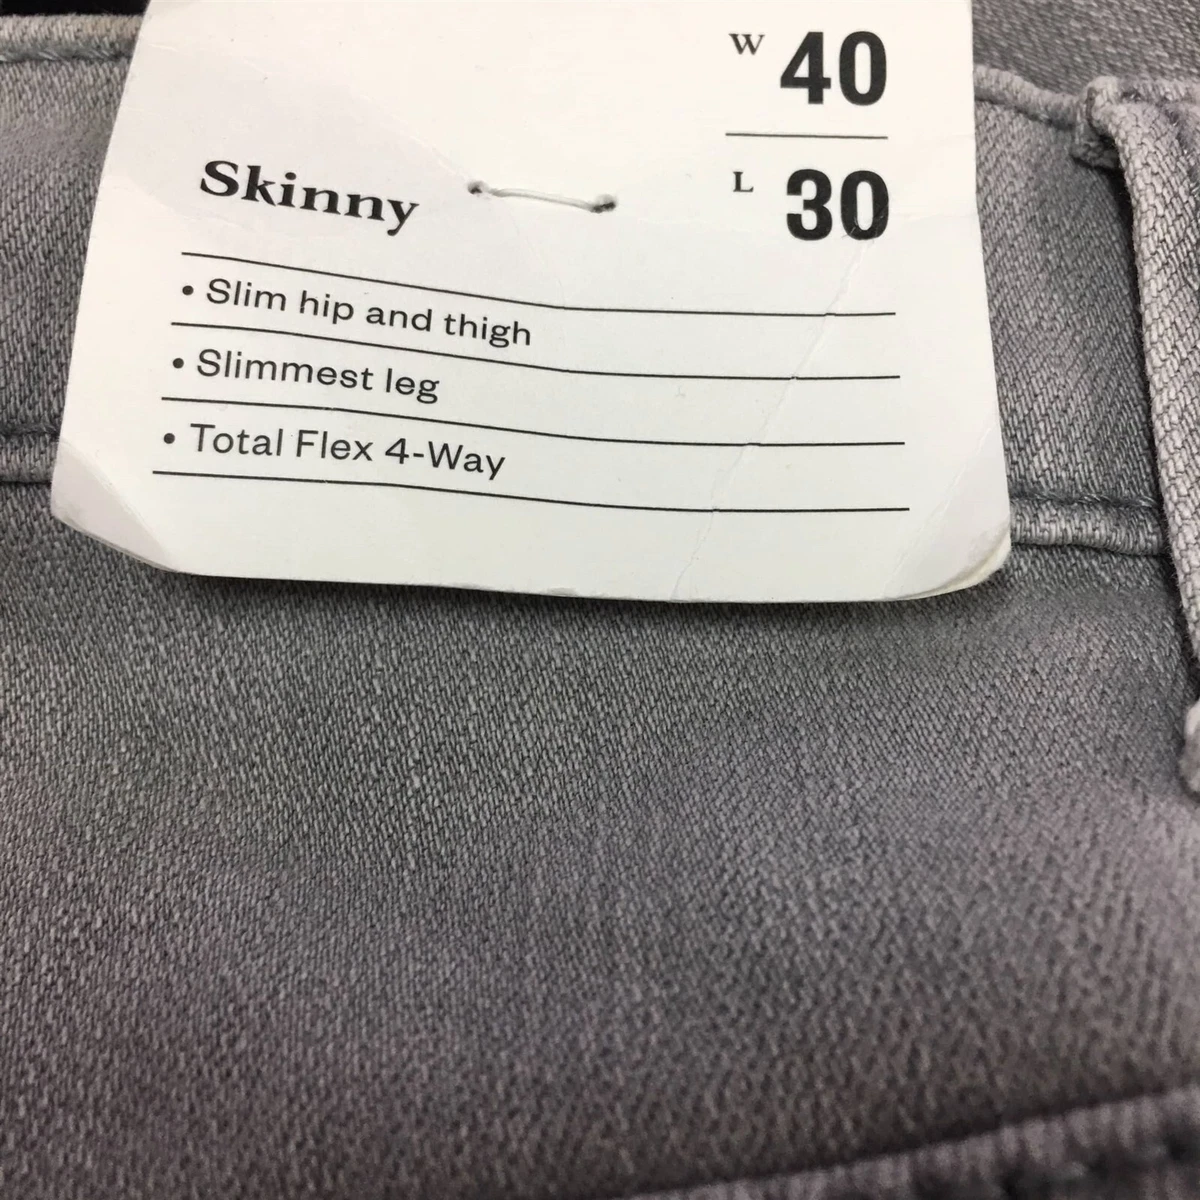 W 40
L 30
Skinny
• Slim hip and thigh
• Slimmest leg
• Total Flex 4-Way